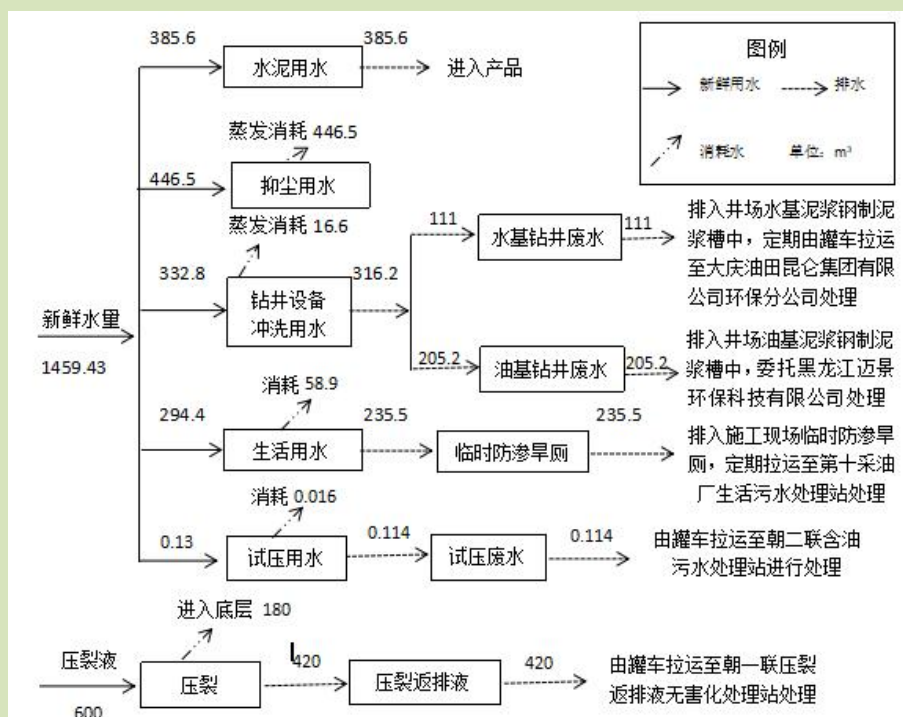 385.6
水泥用水
385.6
进入产品
图例
新鲜用水
排水
消耗水
单位：m³
蒸发消耗 446.5
446.5
抑尘用水
蒸发消耗 16.6
332.8
钻井设备
冲洗用水
316.2
111
水基钻井废水
111
排入井场水基泥浆钢制泥
浆槽中，定期由罐车拉运
至大庆油田昆仑集团有限
公司环保分公司处理
新鲜水量
1459.43
205.2
油基钻井废水
205.2
排入井场油基泥浆钢制泥
浆槽中，委托黑龙江迈景
环保科技有限公司处理
消耗 58.9
294.4
生活用水
235.5
临时防渗旱厕
235.5
排入施工现场临时防渗旱
厕，定期拉运至第十采油
厂生活污水处理站处理
消耗 0.016
0.13
试压用水
0.114
试压废水
0.114
由罐车拉运至朝二联含油
污水处理站进行处理
进入底层 180
压裂液
600
压裂
420
压裂返排液
420
由罐车拉运至朝一联压裂
返排液无害化处理站处理